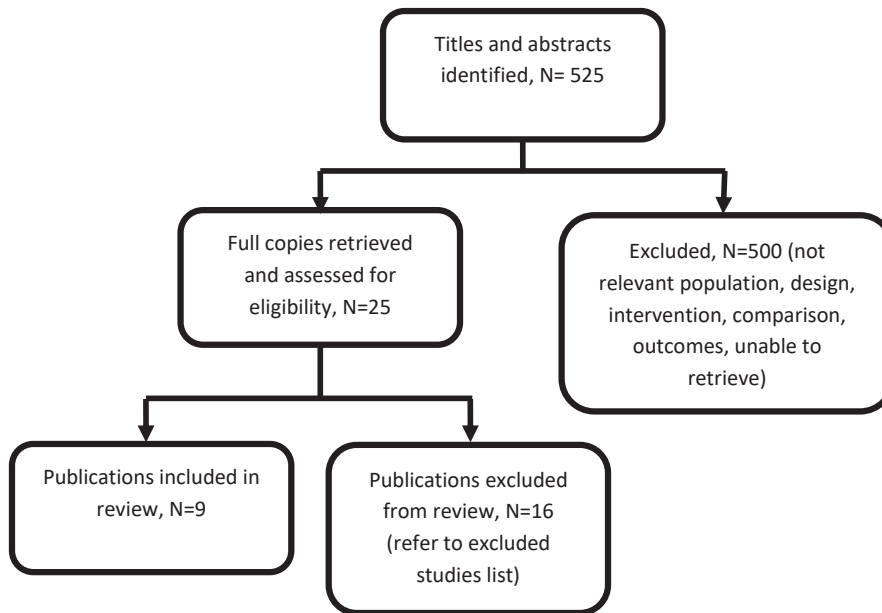 Titles and abstracts
identified, N= 525
Full copies retrieved
and assessed for
eligibility, N=25
Excluded, N=500 (not
relevant population, design,
intervention, comparison,
outcomes, unable to
retrieve)
Publications included in
review, N=9
Publications excluded
from review, N=16
(refer to excluded
studies list)